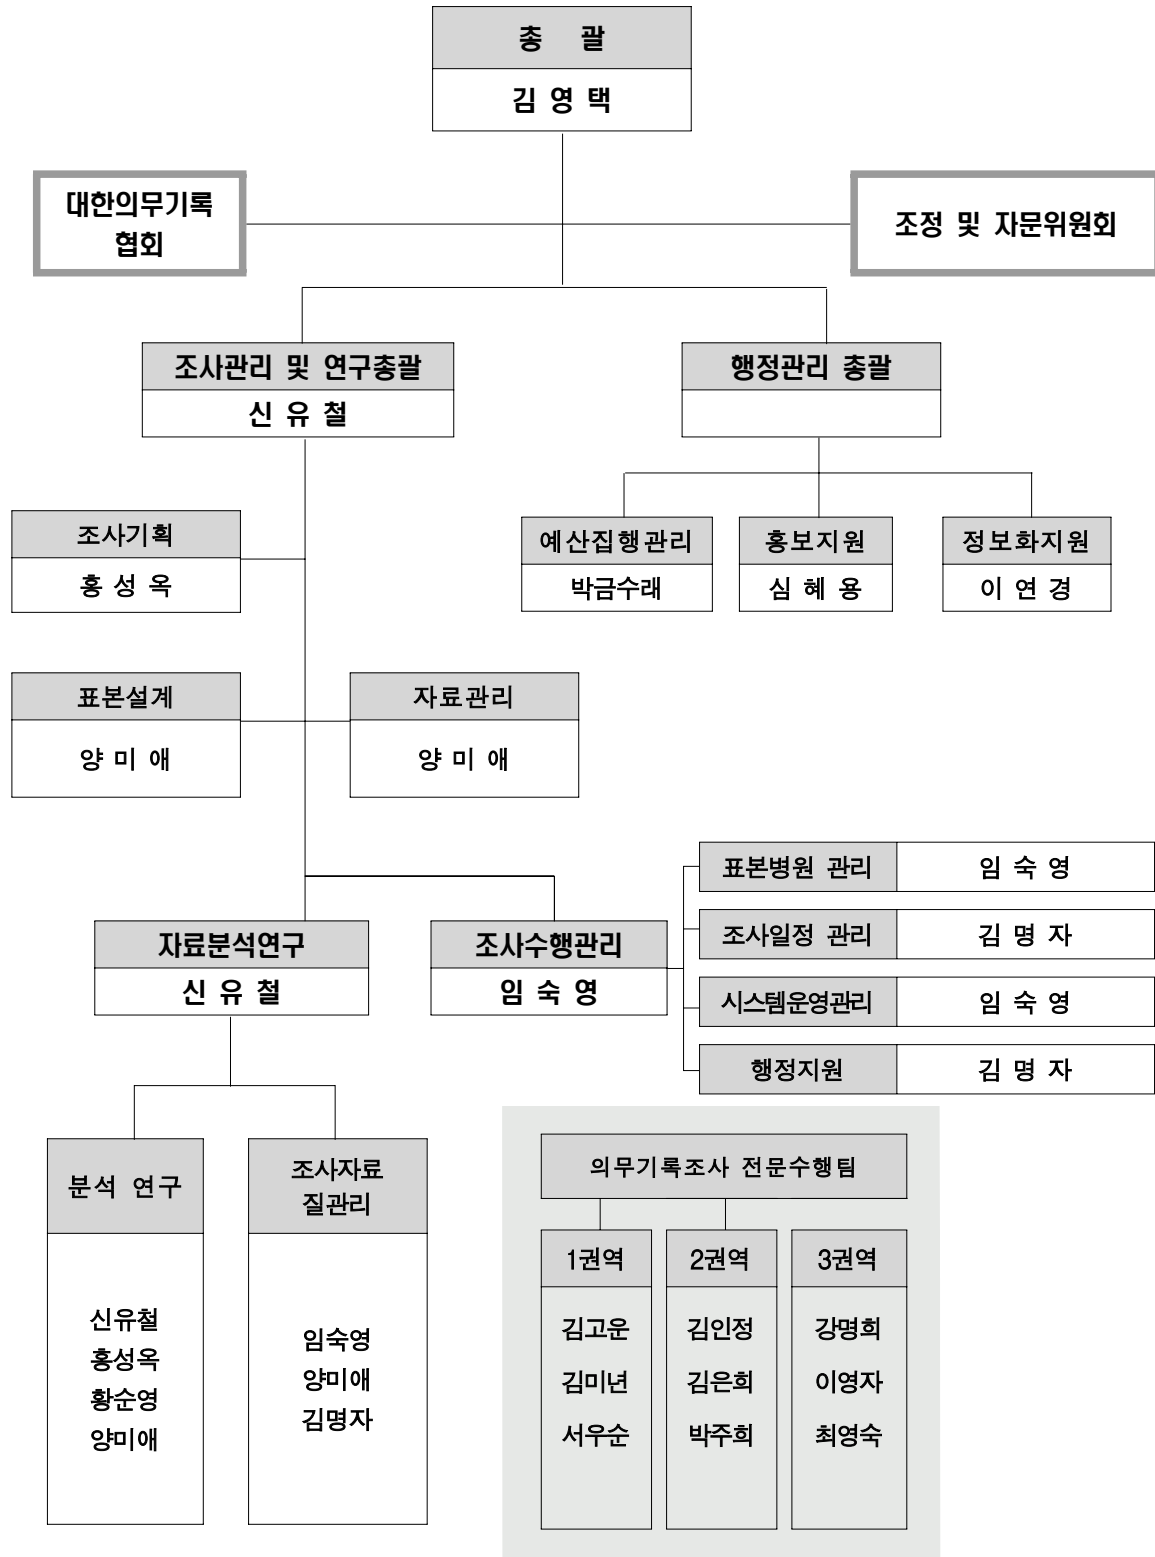 총 괄
김 영 택
대한의무기록
협회
조정 및 자문위원회
조사관리 및 연구총괄
신 유 철
행정관리 총괄
조사기획
홍 성 옥
예산집행관리
박금수래
홍보지원
심 혜 용
정보화지원
이 연 경
표본설계
양 미 애
자료관리
양 미 애
자료분석연구
신 유 철
조사수행관리
임 숙 영
표본병원 관리
임 숙 영
조사일정 관리
김 명 자
시스템운영관리
임 숙 영
행정지원
김 명 자
분석 연구
신유철
홍성옥
황순영
양미애
조사자료
질관리
임숙영
양미애
김명자
의무기록조사 전문수행팀
1권역
김고운
김미년
서우순
2권역
김인정
김은희
박주희
3권역
강명희
이영자
최영숙